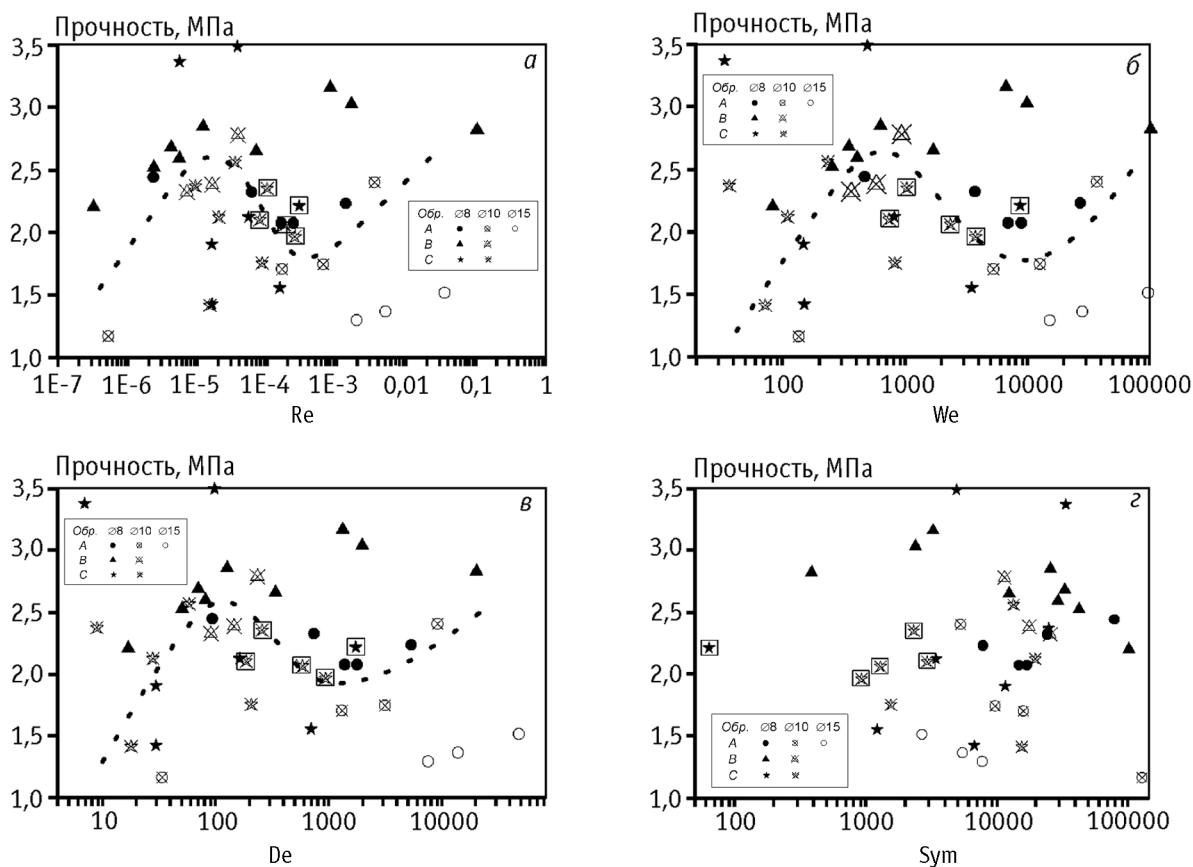 Прочность, МПа
а
3,5
3,0
2,5
2,0
1,5
1,0
Обр. ∅8 ∅10 ∅15
A
B
C
1E-7 1E-6 1E-5 1E-4 1E-3 0,01 0,1 1
Re
Прочность, МПа
б
3,5
3,0
2,5
2,0
1,5
1,0
Обр. ∅8 ∅10 ∅15
A
B
C
100 1000 10000 100000
We
Прочность, МПа
в
3,5
3,0
2,5
2,0
1,5
1,0
Обр. ∅8 ∅10 ∅15
A
B
C
10 100 1000 10000
De
Прочность, МПа
г
3,5
3,0
2,5
2,0
1,5
1,0
Обр. ∅8 ∅10 ∅15
A
B
C
100 1000 10000 100000
Sym